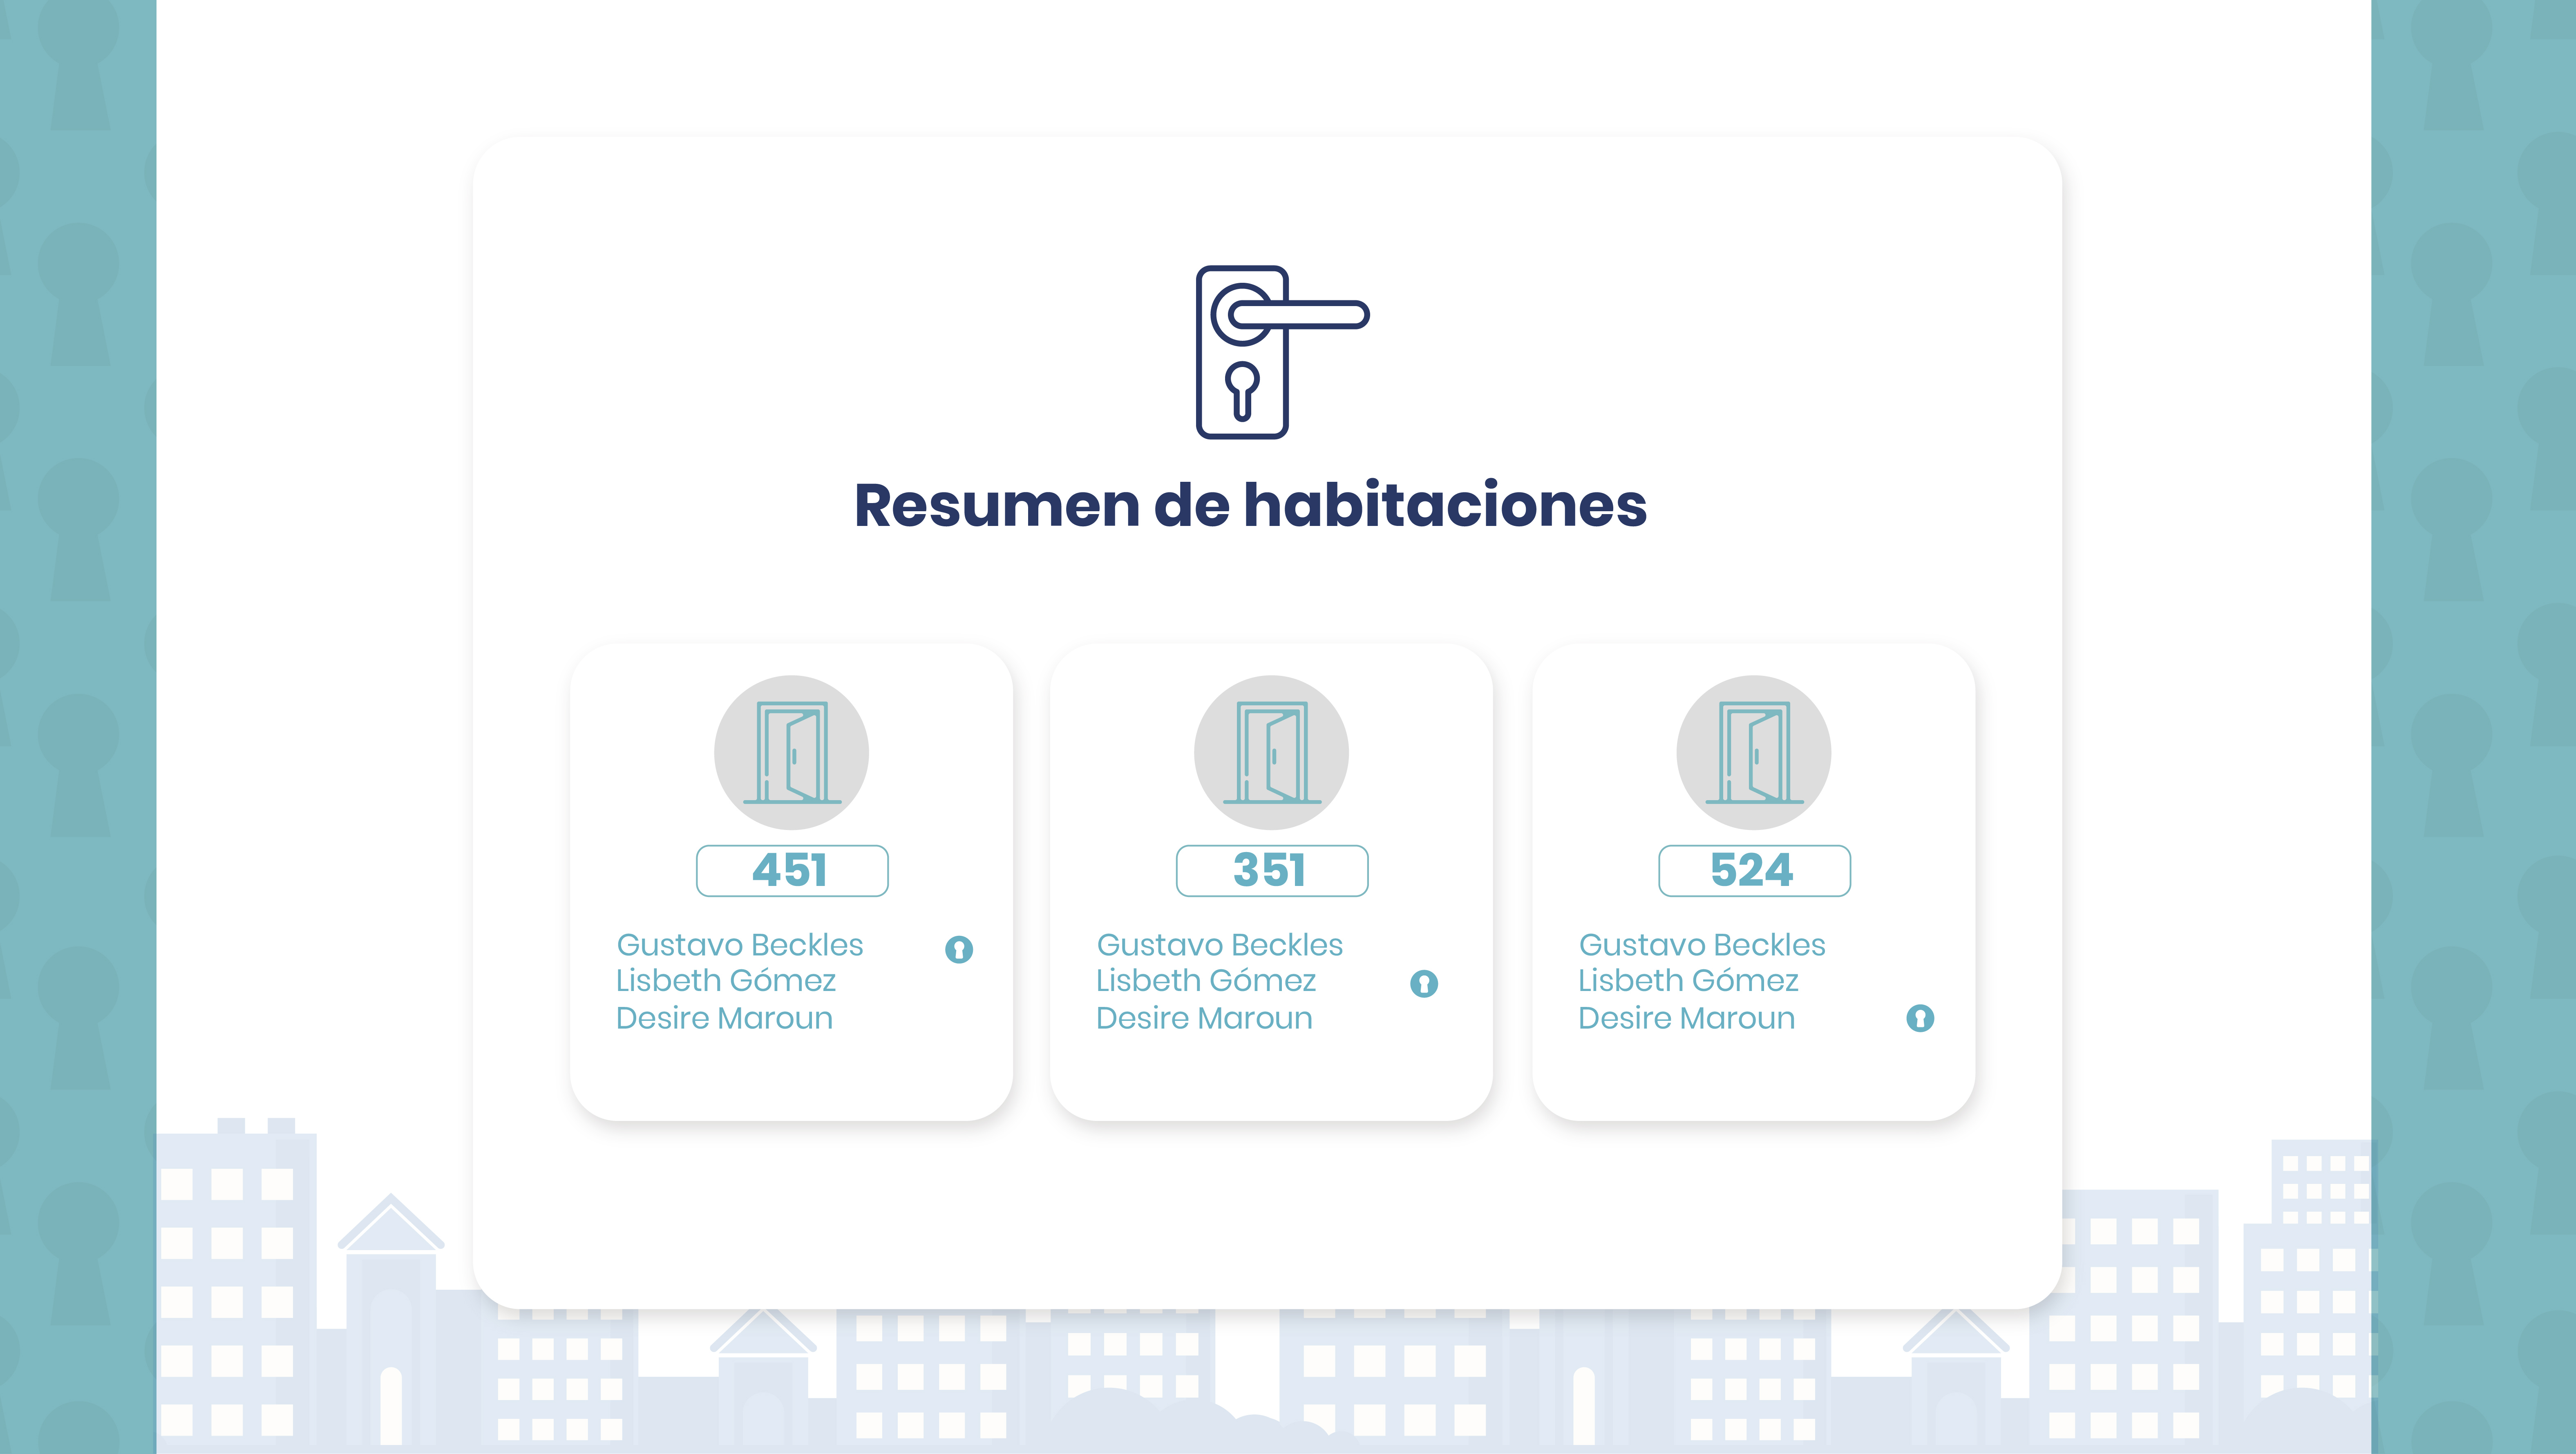 Resumen de habitaciones
451
Gustavo Beckles
Lisbeth Gómez
Desire Maroun
351
Gustavo Beckles
Lisbeth Gómez
Desire Maroun
524
Gustavo Beckles
Lisbeth Gómez
Desire Maroun